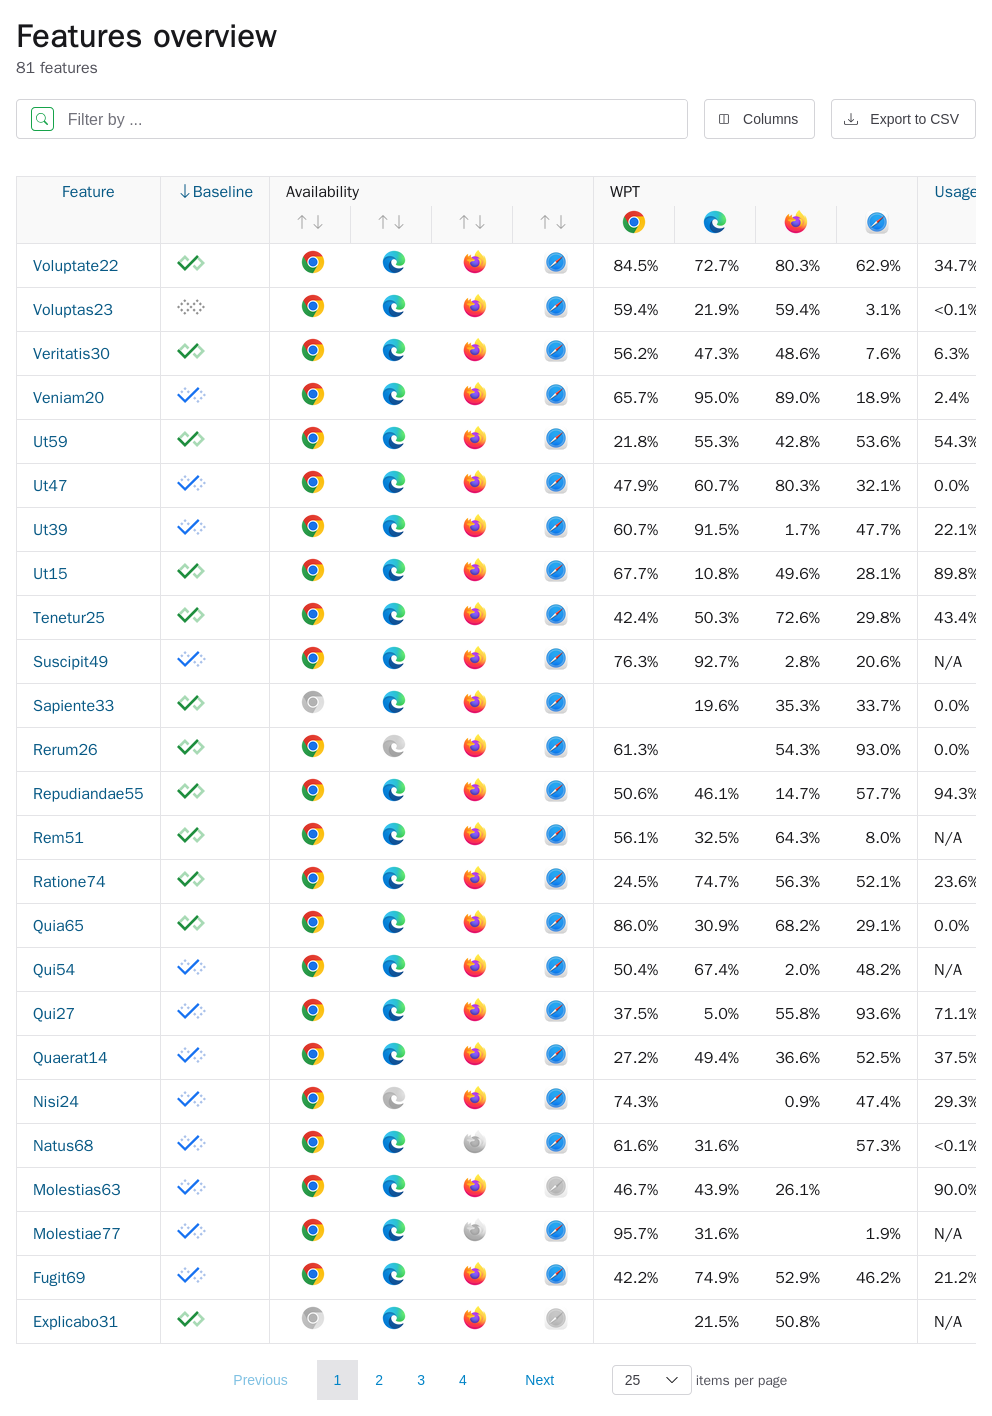 Features overview
81 features
Filter by ...
Columns
Export to CSV
Feature ↓Baseline Availability WPT Usage
↑↓ ↑↓ ↑↓ ↑↓
Voluptate22 84.5% 72.7% 80.3% 62.9% 34.7%
Voluptas23 59.4% 21.9% 59.4% 3.1% <0.1%
Veritatis30 56.2% 47.3% 48.6% 7.6% 6.3%
Veniam20 65.7% 95.0% 89.0% 18.9% 2.4%
Ut59 21.8% 55.3% 42.8% 53.6% 54.3%
Ut47 47.9% 60.7% 80.3% 32.1% 0.0%
Ut39 60.7% 91.5% 1.7% 47.7% 22.1%
Ut15 67.7% 10.8% 49.6% 28.1% 89.8%
Tenetur25 42.4% 50.3% 72.6% 29.8% 43.4%
Suscipit49 76.3% 92.7% 2.8% 20.6% N/A
Sapiente33 19.6% 35.3% 33.7% 0.0%
Rerum26 61.3% 54.3% 93.0% 0.0%
Repudiandae55 50.6% 46.1% 14.7% 57.7% 94.3%
Rem51 56.1% 32.5% 64.3% 8.0% N/A
Ratione74 24.5% 74.7% 56.3% 52.1% 23.6%
Quia65 86.0% 30.9% 68.2% 29.1% 0.0%
Qui54 50.4% 67.4% 2.0% 48.2% N/A
Qui27 37.5% 5.0% 55.8% 93.6% 71.1%
Quaerat14 27.2% 49.4% 36.6% 52.5% 37.5%
Nisi24 74.3% 0.9% 47.4% 29.3%
Natus68 61.6% 31.6% 57.3% <0.1%
Molestias63 46.7% 43.9% 26.1% 90.0%
Molestiae77 95.7% 31.6% 1.9% N/A
Fugit69 42.2% 74.9% 52.9% 46.2% 21.2%
Explicabo31 21.5% 50.8% N/A
Previous 1 2 3 4 Next 25 items per page